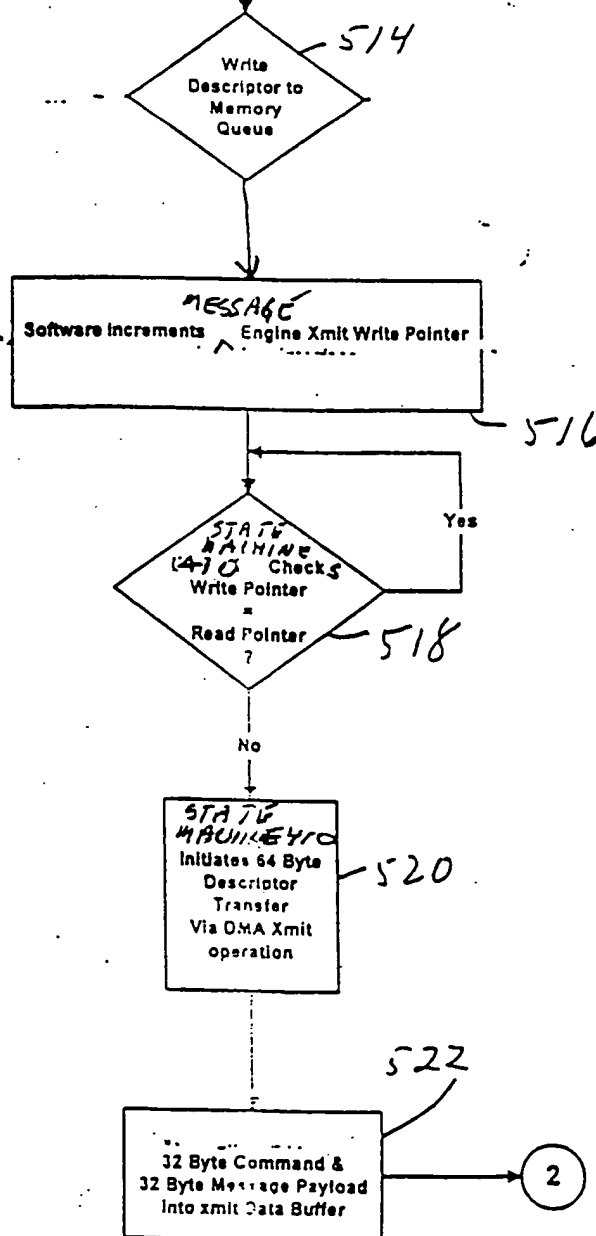 514
Write
Descriptor to
Memory
Queue
MESSAGE
Software Increments Engine Xmit Write Pointer
516
Yes
STATE
MACHINE
Checks
Write Pointer
=
Read Pointer
?
518
No
STATE
MACHINE 410
Initiates 64 Byte
Descriptor
Transfer
Via DMA Xmit
operation
520
522
32 Byte Command &
32 Byte Message Payload
Into xmit Data Buffer
2